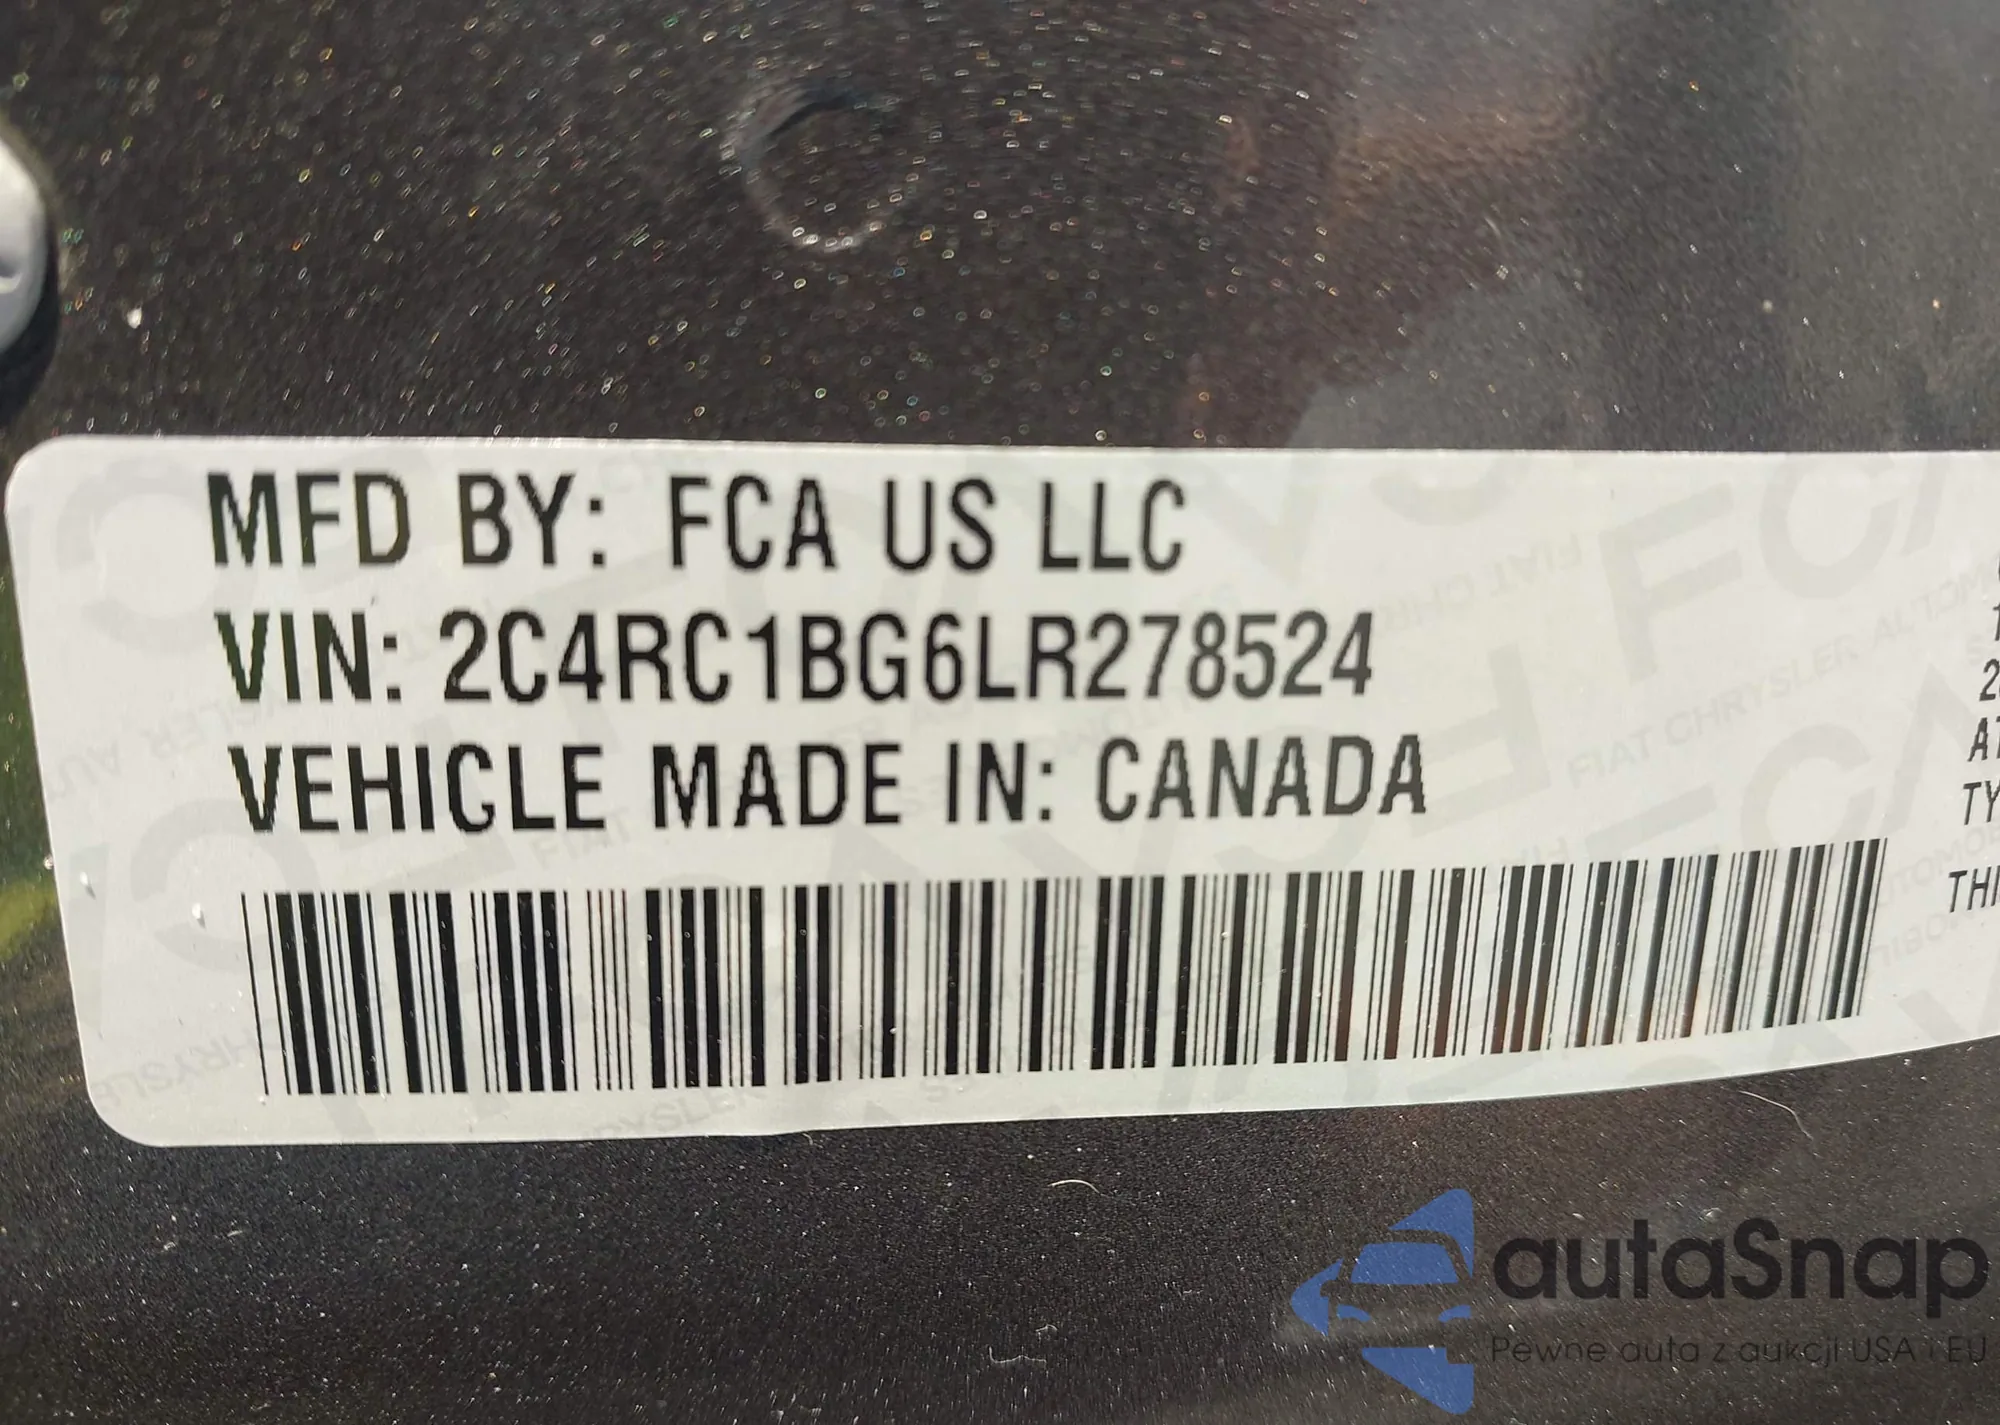 MFD BY: FCA US LLC
VIN: 2C4RC1BG6LR278524
VEHICLE MADE IN: CANADA
autaSnap
Pewne auta z aukcji USA i EU